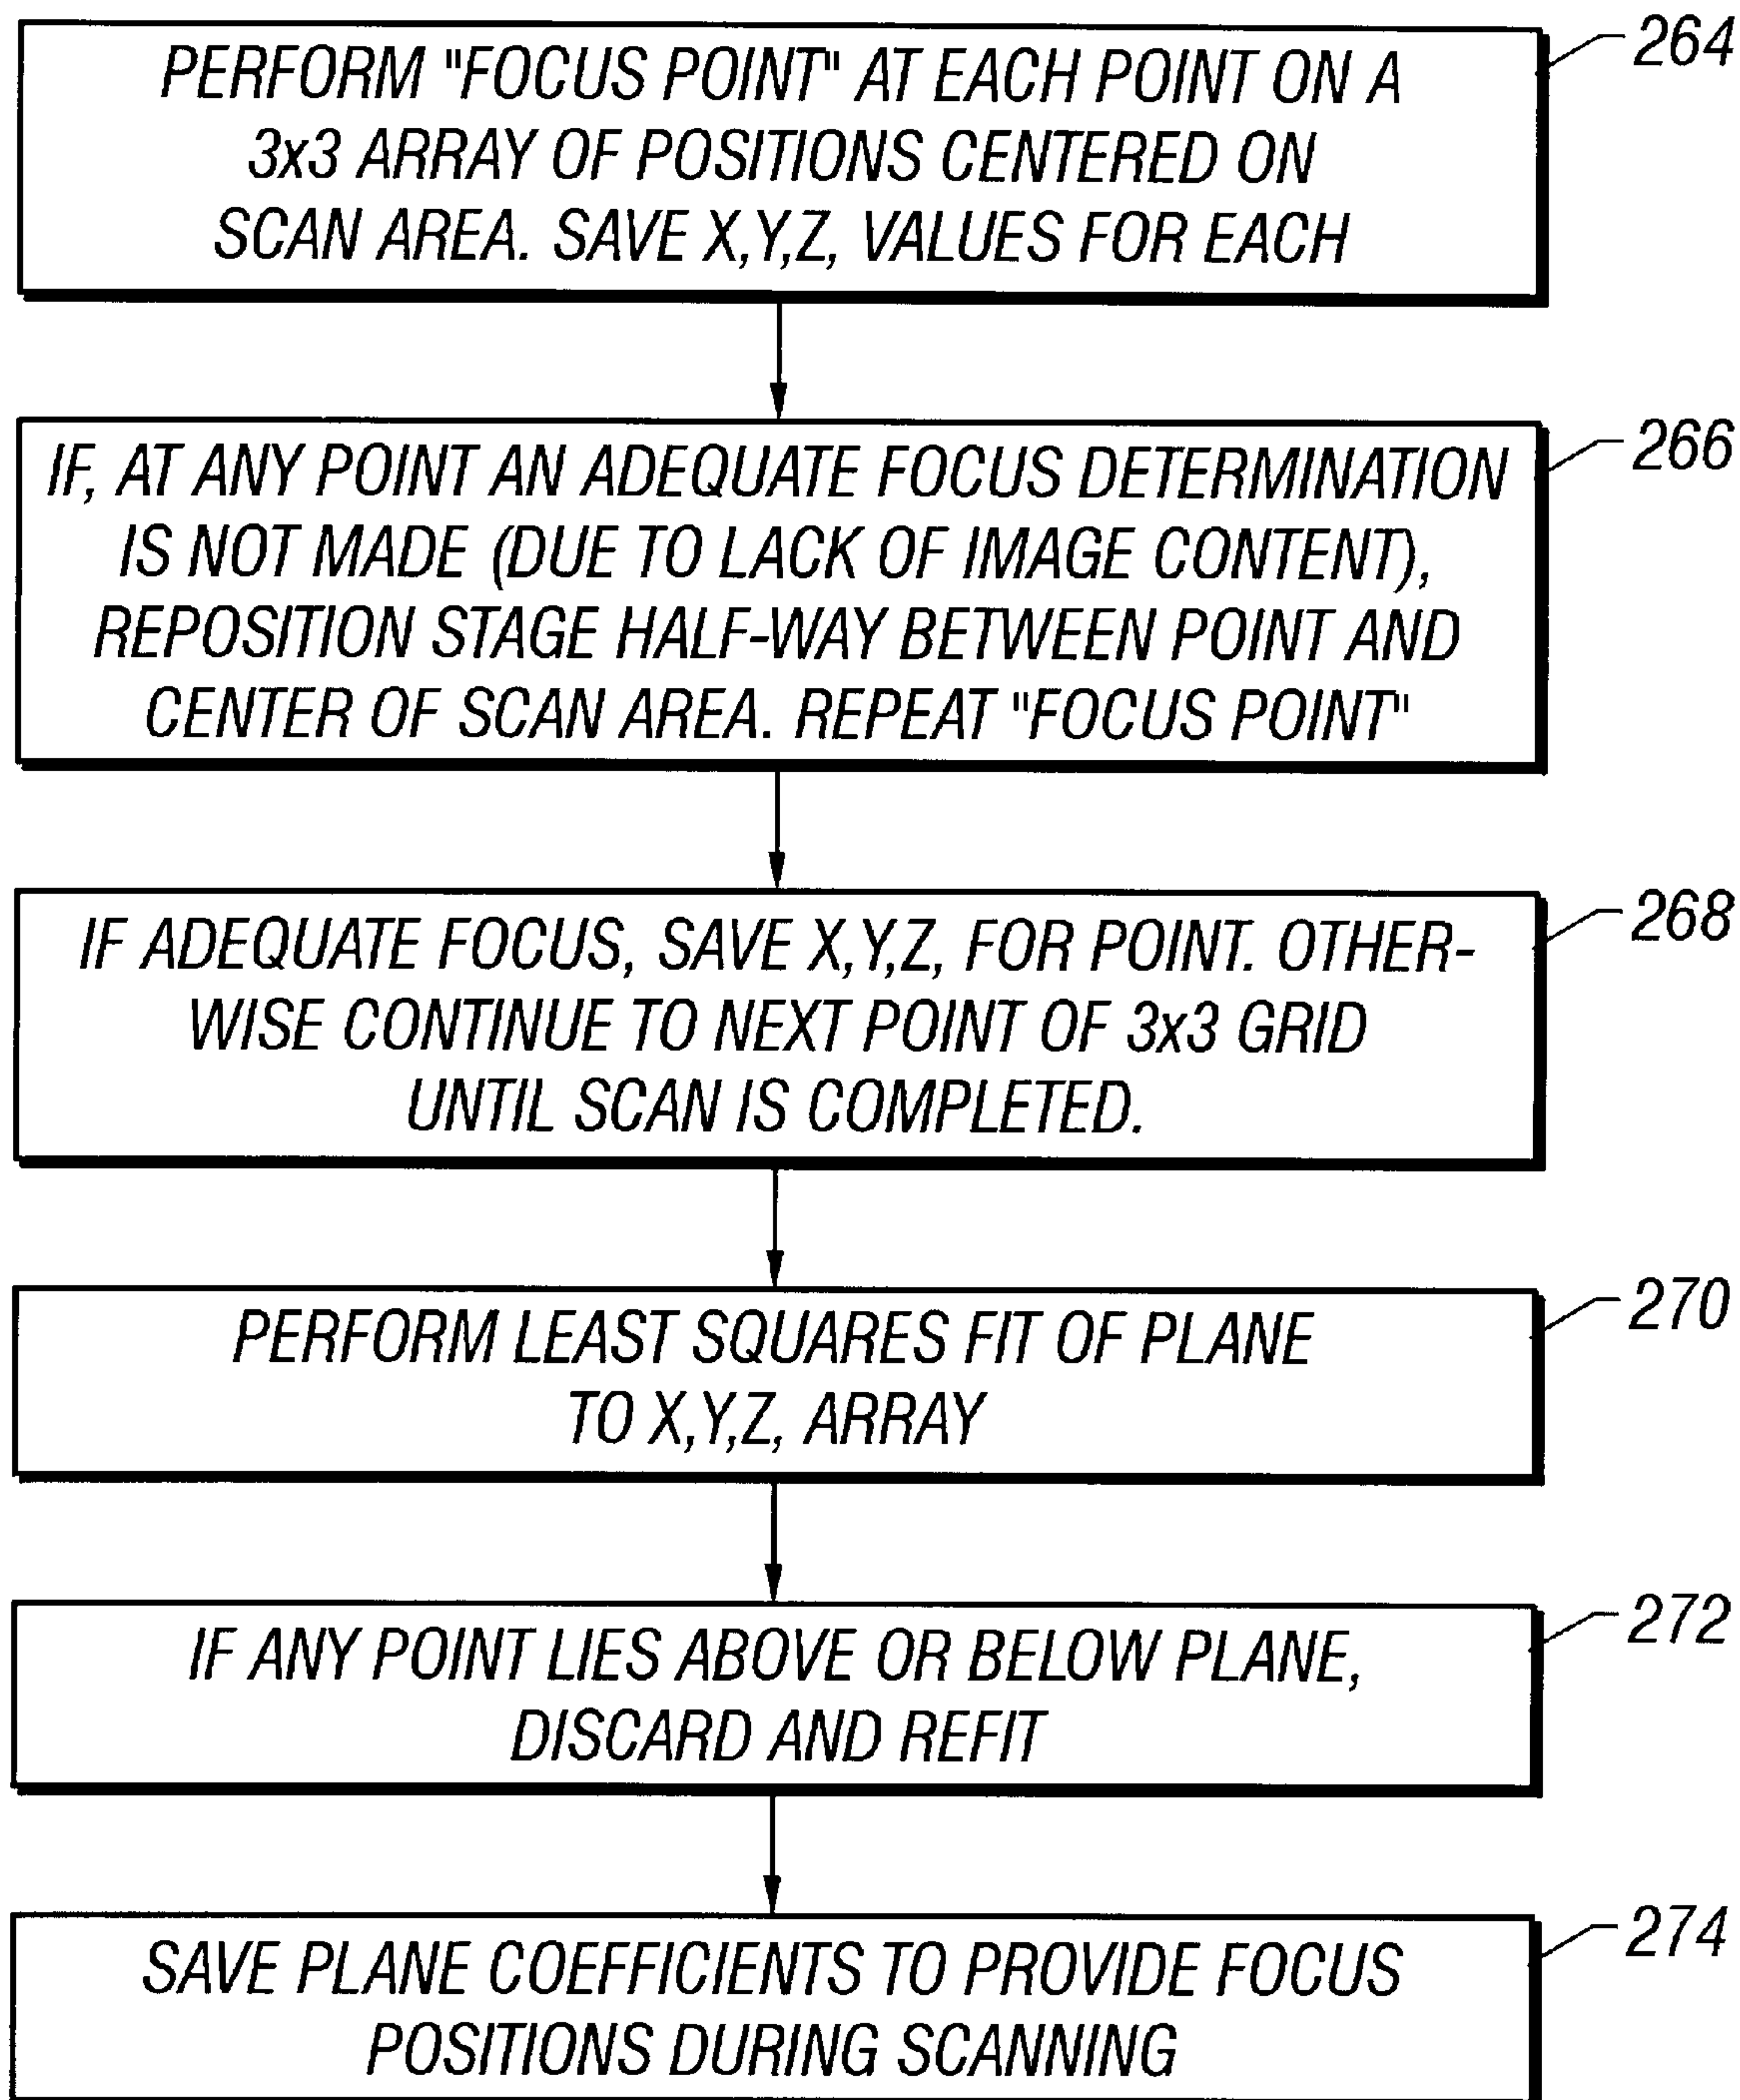 264
PERFORM "FOCUS POINT" AT EACH POINT ON A
3x3 ARRAY OF POSITIONS CENTERED ON
SCAN AREA. SAVE X,Y,Z, VALUES FOR EACH
266
IF, AT ANY POINT AN ADEQUATE FOCUS DETERMINATION
IS NOT MADE (DUE TO LACK OF IMAGE CONTENT),
REPOSITION STAGE HALF-WAY BETWEEN POINT AND
CENTER OF SCAN AREA. REPEAT "FOCUS POINT"
268
IF ADEQUATE FOCUS, SAVE X,Y,Z, FOR POINT. OTHER-
WISE CONTINUE TO NEXT POINT OF 3x3 GRID
UNTIL SCAN IS COMPLETED.
270
PERFORM LEAST SQUARES FIT OF PLANE
TO X,Y,Z, ARRAY
272
IF ANY POINT LIES ABOVE OR BELOW PLANE,
DISCARD AND REFIT
274
SAVE PLANE COEFFICIENTS TO PROVIDE FOCUS
POSITIONS DURING SCANNING